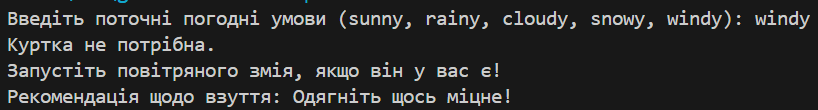 Введіть поточні погодні умови (sunny, rainy, cloudy, snowy, windy): windy
Куртка не потрібна.
Запустіть повітряного змія, якщо він у вас є!
Рекомендація щодо взуття: Одягніть щось міцне!